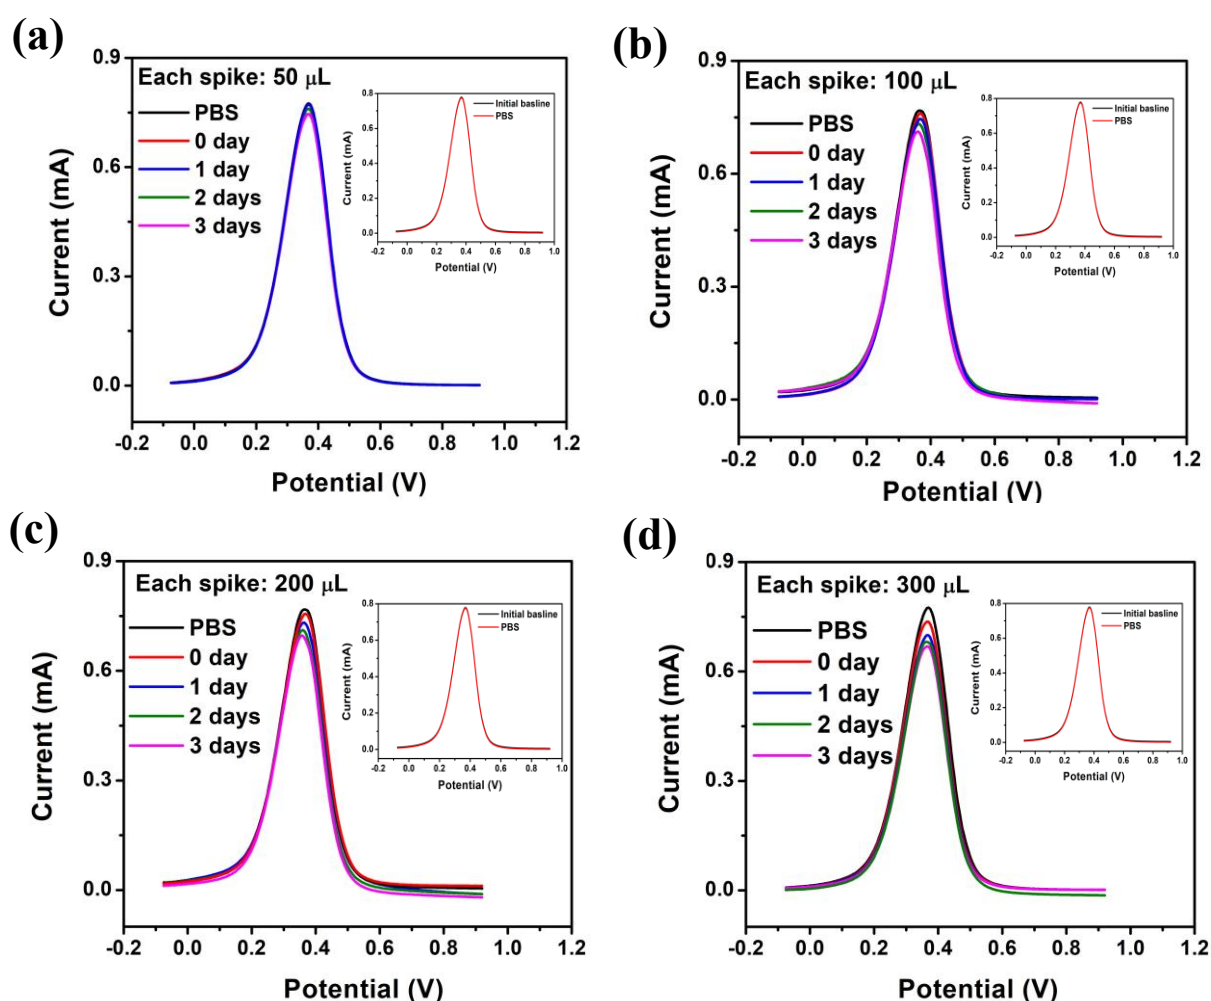 (a)
Each spike: 50 μL
PBS
0 day
1 day
2 days
3 days
Current (mA)
0.9
0.6
0.3
0.0
-0.2 0.0 0.2 0.4 0.6 0.8 1.0 1.2
Potential (V)
Initial basline
PBS
Current (mA)
0.8
0.6
0.4
0.2
0.0
-0.2 0.0 0.2 0.4 0.6 0.8 1.0
Potential (V)
(b)
Each spike: 100 μL
PBS
0 day
1 day
2 days
3 days
Current (mA)
0.9
0.6
0.3
0.0
-0.2 0.0 0.2 0.4 0.6 0.8 1.0 1.2
Potential (V)
Initial basline
PBS
Current (mA)
0.8
0.6
0.4
0.2
0.0
-0.2 0.0 0.2 0.4 0.6 0.8 1.0
Potential (V)
(c)
Each spike: 200 μL
PBS
0 day
1 day
2 days
3 days
Current (mA)
0.9
0.6
0.3
0.0
-0.2 0.0 0.2 0.4 0.6 0.8 1.0 1.2
Potential (V)
Initial basline
PBS
Current (mA)
0.8
0.6
0.4
0.2
0.0
-0.2 0.0 0.2 0.4 0.6 0.8 1.0
Potential (V)
(d)
Each spike: 300 μL
PBS
0 day
1 day
2 days
3 days
Current (mA)
0.9
0.6
0.3
0.0
-0.2 0.0 0.2 0.4 0.6 0.8 1.0 1.2
Potential (V)
Initial basline
PBS
Current (mA)
0.8
0.6
0.4
0.2
0.0
-0.2 0.0 0.2 0.4 0.6 0.8 1.0
Potential (V)